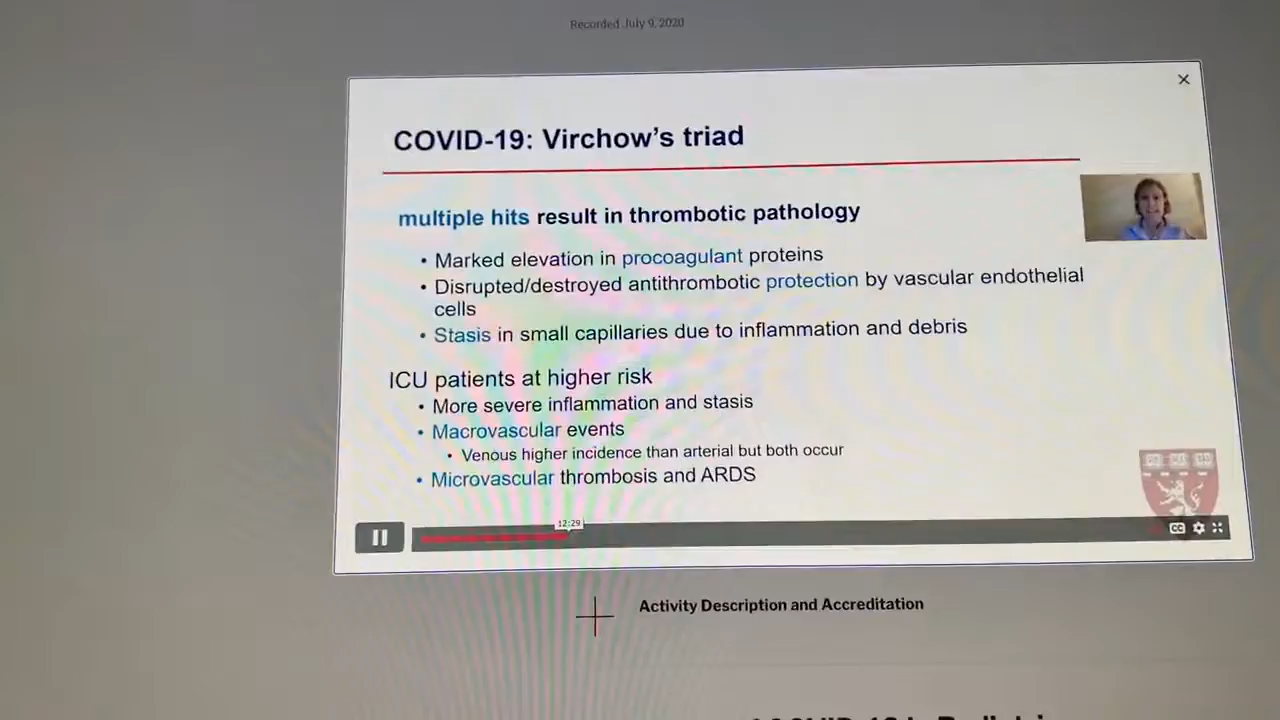 Recorded July 9, 2020
COVID-19: Virchow's triad
multiple hits result in thrombotic pathology
• Marked elevation in procoagulant proteins
• Disrupted/destroyed antithrombotic protection by vascular endothelial
cells
• Stasis in small capillaries due to inflammation and debris
ICU patients at higher risk
• More severe inflammation and stasis
• Macrovascular events
• Venous higher incidence than arterial but both occur
• Microvascular thrombosis and ARDS
12:29
CC
Activity Description and Accreditation